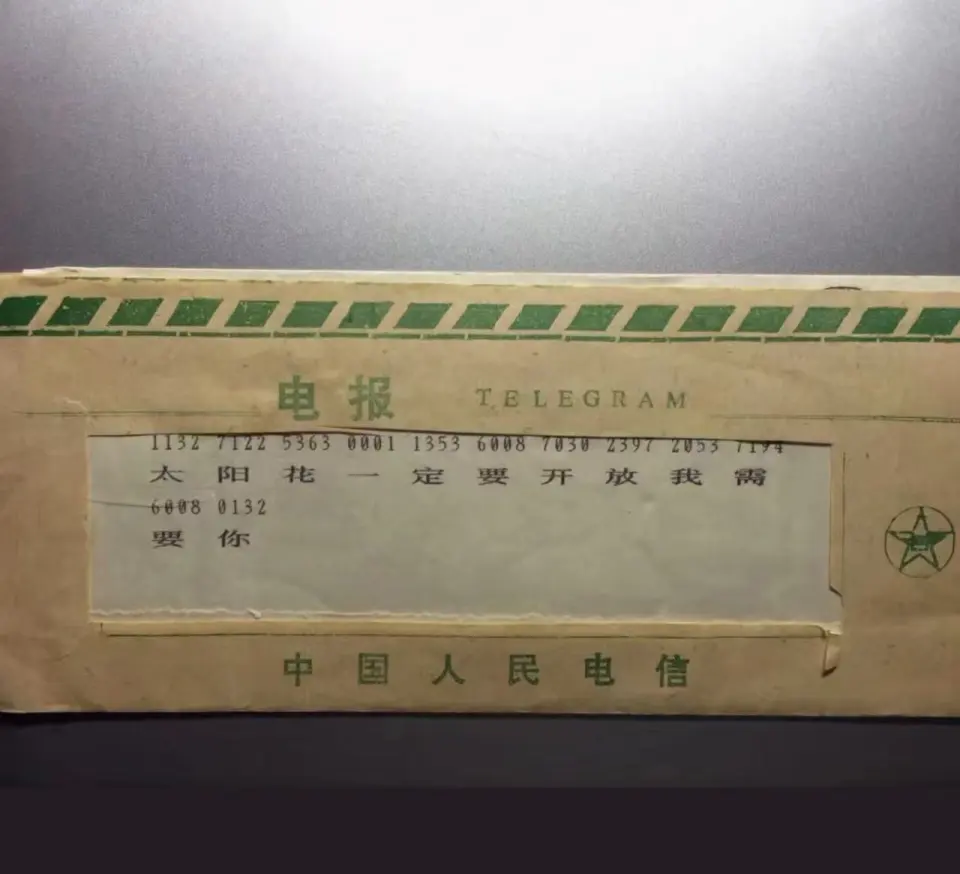 电报 TELEGRAM
1132 7122 5363 0001 1353 6008 7030 2397 2053 7194
太 阳 花 一 定 要 开 放 我 需
6008 0132
要 你
中国人民电信